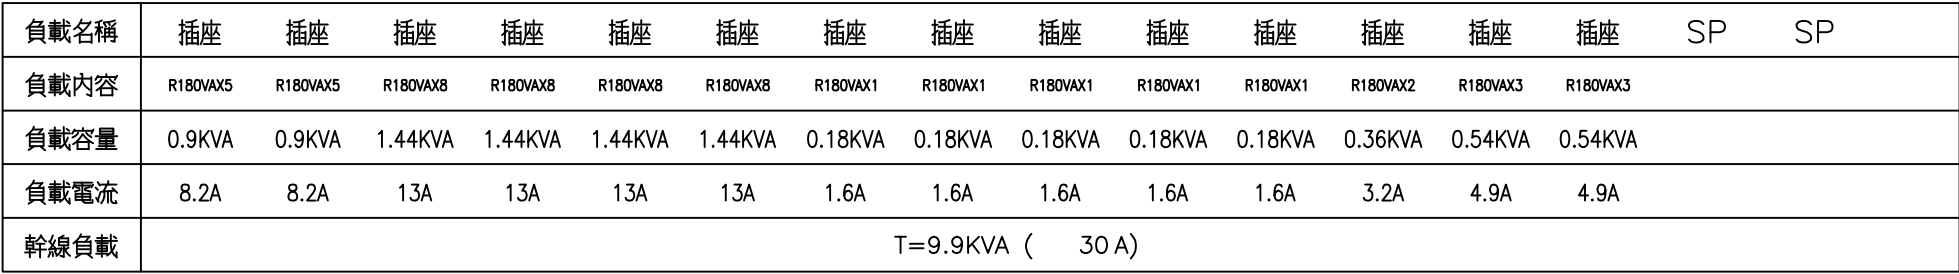 負載名稱 插座 插座 插座 插座 插座 插座 插座 插座 插座 插座 插座 插座 插座 插座 SP SP
負載內容 R180VAX5 R180VAX5 R180VAX8 R180VAX8 R180VAX8 R180VAX8 R180VAX1 R180VAX1 R180VAX1 R180VAX1 R180VAX1 R180VAX2 R180VAX3 R180VAX3
負載容量 0.9KVA 0.9KVA 1.44KVA 1.44KVA 1.44KVA 1.44KVA 0.18KVA 0.18KVA 0.18KVA 0.18KVA 0.18KVA 0.36KVA 0.54KVA 0.54KVA
負載電流 8.2A 8.2A 13A 13A 13A 13A 1.6A 1.6A 1.6A 1.6A 1.6A 3.2A 4.9A 4.9A
幹線負載 T=9.9KVA ( 30A)